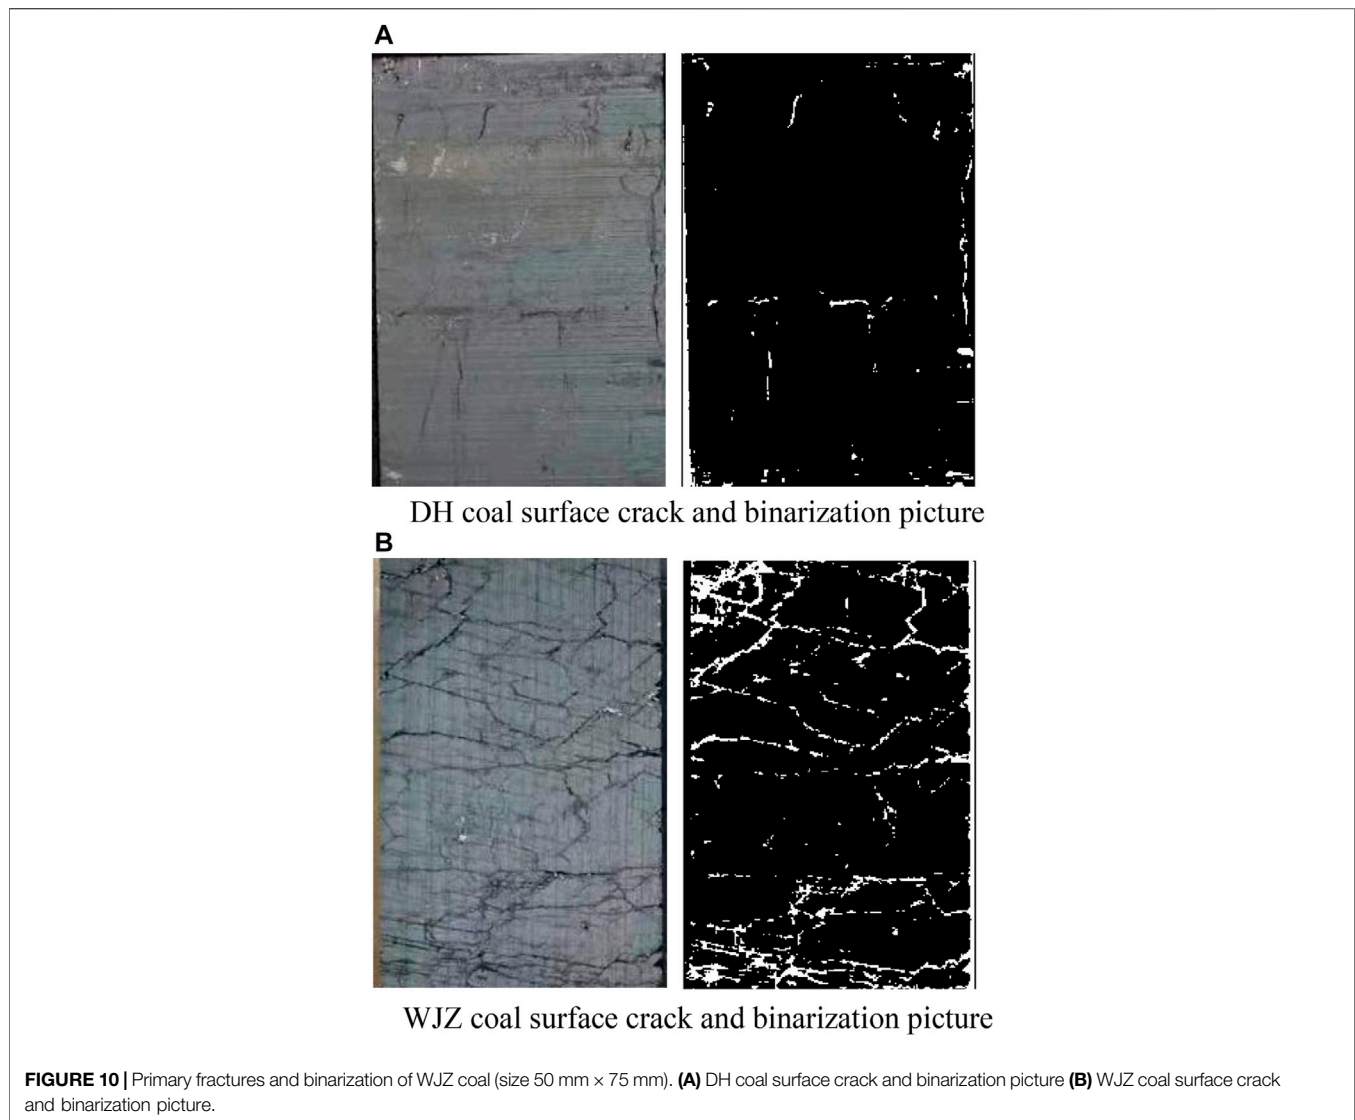 A
DH coal surface crack and binarization picture
B
WJZ coal surface crack and binarization picture
FIGURE 10 | Primary fractures and binarization of WJZ coal (size 50 mm × 75 mm). (A) DH coal surface crack and binarization picture (B) WJZ coal surface crack
and binarization picture.